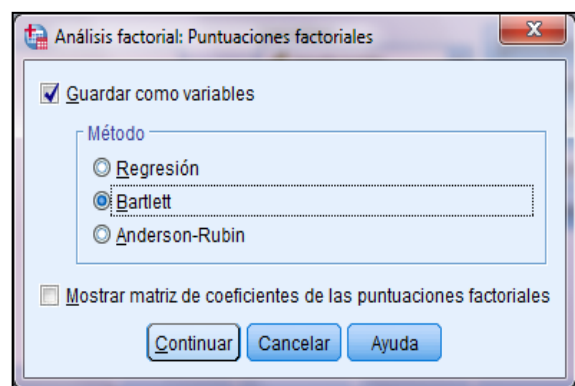 Análisis factorial: Puntuaciones factoriales
Guardar como variables
Método
Regresión
Bartlett
Anderson-Rubin
Mostrar matriz de coeficientes de las puntuaciones factoriales
Continuar Cancelar Ayuda